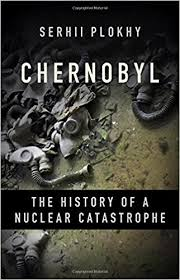 SERHII PLOKHY
CHERNOBYL
THE HISTORY OF A
NUCLEAR CATASTROPHE